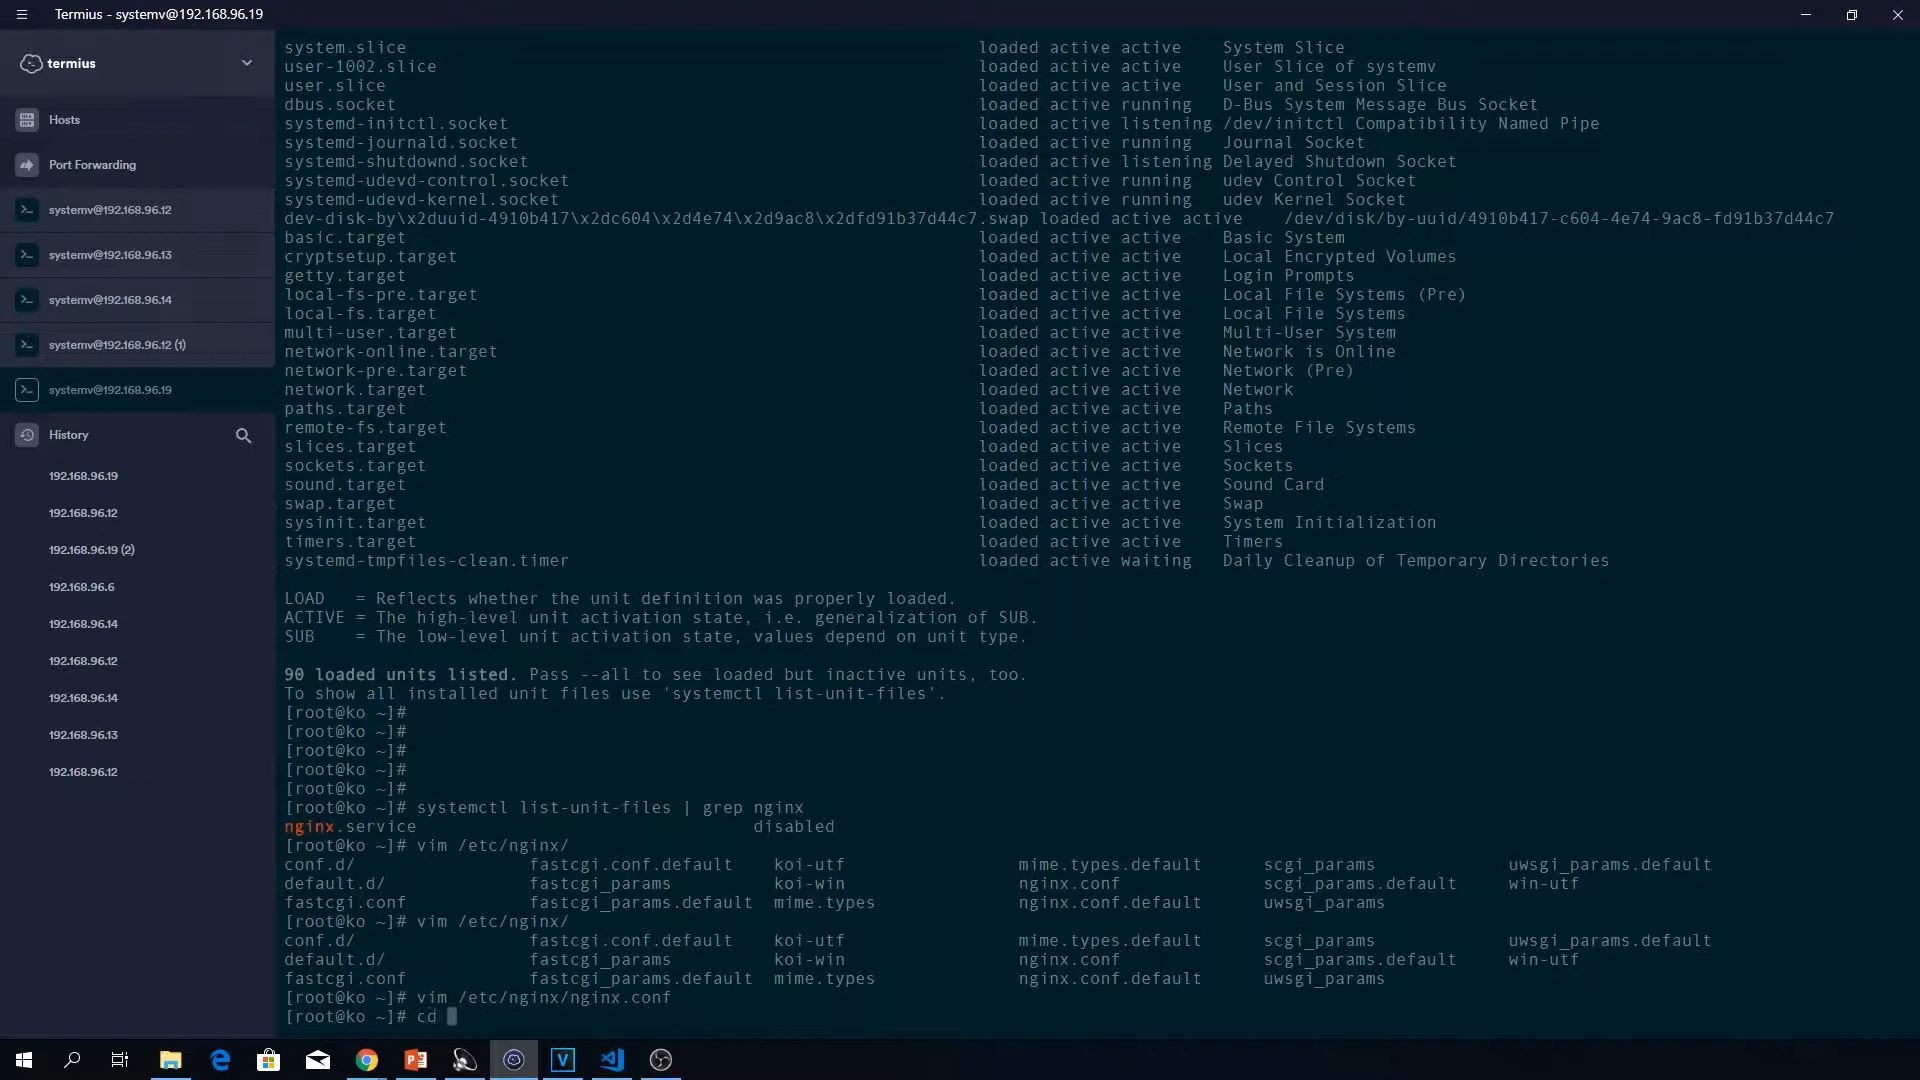 Termius - systemv@192.168.96.19
termius
Hosts
Port Forwarding
systemv@192.168.96.12
systemv@192.168.96.13
systemv@192.168.96.14
systemv@192.168.96.12 (1)
systemv@192.168.96.19
History
192.168.96.19
192.168.96.12
192.168.96.19 (2)
192.168.96.6
192.168.96.14
192.168.96.12
192.168.96.14
192.168.96.13
192.168.96.12
system.slice loaded active active System Slice
user-1002.slice loaded active active User Slice of systemv
user.slice loaded active active User and Session Slice
dbus.socket loaded active running D-Bus System Message Bus Socket
systemd-initctl.socket loaded active listening /dev/initctl Compatibility Named Pipe
systemd-journald.socket loaded active running Journal Socket
systemd-shutdownd.socket loaded active listening Delayed Shutdown Socket
systemd-udevd-control.socket loaded active running udev Control Socket
systemd-udevd-kernel.socket loaded active running udev Kernel Socket
dev-disk-by\x2duuid-4910b417\x2dc604\x2d4e74\x2d9ac8\x2dfd91b37d44c7.swap loaded active active /dev/disk/by-uuid/4910b417-c604-4e74-9ac8-fd91b37d44c7
basic.target loaded active active Basic System
cryptsetup.target loaded active active Local Encrypted Volumes
getty.target loaded active active Login Prompts
local-fs-pre.target loaded active active Local File Systems (Pre)
local-fs.target loaded active active Local File Systems
multi-user.target loaded active active Multi-User System
network-online.target loaded active active Network is Online
network-pre.target loaded active active Network (Pre)
network.target loaded active active Network
paths.target loaded active active Paths
remote-fs.target loaded active active Remote File Systems
slices.target loaded active active Slices
sockets.target loaded active active Sockets
sound.target loaded active active Sound Card
swap.target loaded active active Swap
sysinit.target loaded active active System Initialization
timers.target loaded active active Timers
systemd-tmpfiles-clean.timer loaded active waiting Daily Cleanup of Temporary Directories
LOAD = Reflects whether the unit definition was properly loaded.
ACTIVE = The high-level unit activation state, i.e. generalization of SUB.
SUB = The low-level unit activation state, values depend on unit type.
90 loaded units listed. Pass --all to see loaded but inactive units, too.
To show all installed unit files use 'systemctl list-unit-files'.
[root@ko ~]#
[root@ko ~]#
[root@ko ~]#
[root@ko ~]#
[root@ko ~]#
[root@ko ~]# systemctl list-unit-files | grep nginx
nginx.service disabled
[root@ko ~]# vim /etc/nginx/
conf.d/ fastcgi.conf.default koi-utf mime.types.default scgi_params uwsgi_params.default
default.d/ fastcgi_params koi-win nginx.conf scgi_params.default win-utf
fastcgi.conf fastcgi_params.default mime.types nginx.conf.default uwsgi_params
[root@ko ~]# vim /etc/nginx/
conf.d/ fastcgi.conf.default koi-utf mime.types.default scgi_params uwsgi_params.default
default.d/ fastcgi_params koi-win nginx.conf scgi_params.default win-utf
fastcgi.conf fastcgi_params.default mime.types nginx.conf.default uwsgi_params
[root@ko ~]# vim /etc/nginx/nginx.conf
[root@ko ~]# cd